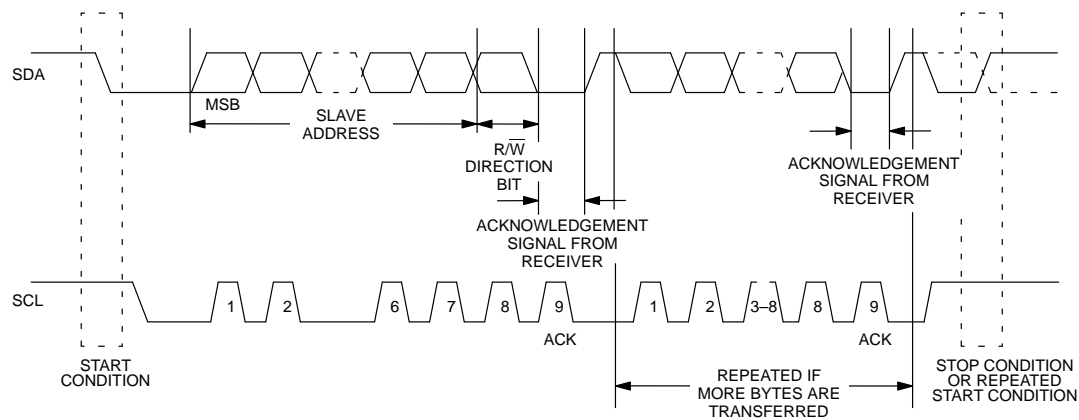 SDA
MSB
SLAVE
ADDRESS
R/W̅
DIRECTION
BIT
ACKNOWLEDGEMENT
SIGNAL FROM
RECEIVER
ACKNOWLEDGEMENT
SIGNAL FROM
RECEIVER
SCL
1 2 6 7 8 9 1 2 3–8 8 9
ACK ACK
START
CONDITION
REPEATED IF
MORE BYTES ARE
TRANSFERRED
STOP CONDITION
OR REPEATED
START CONDITION